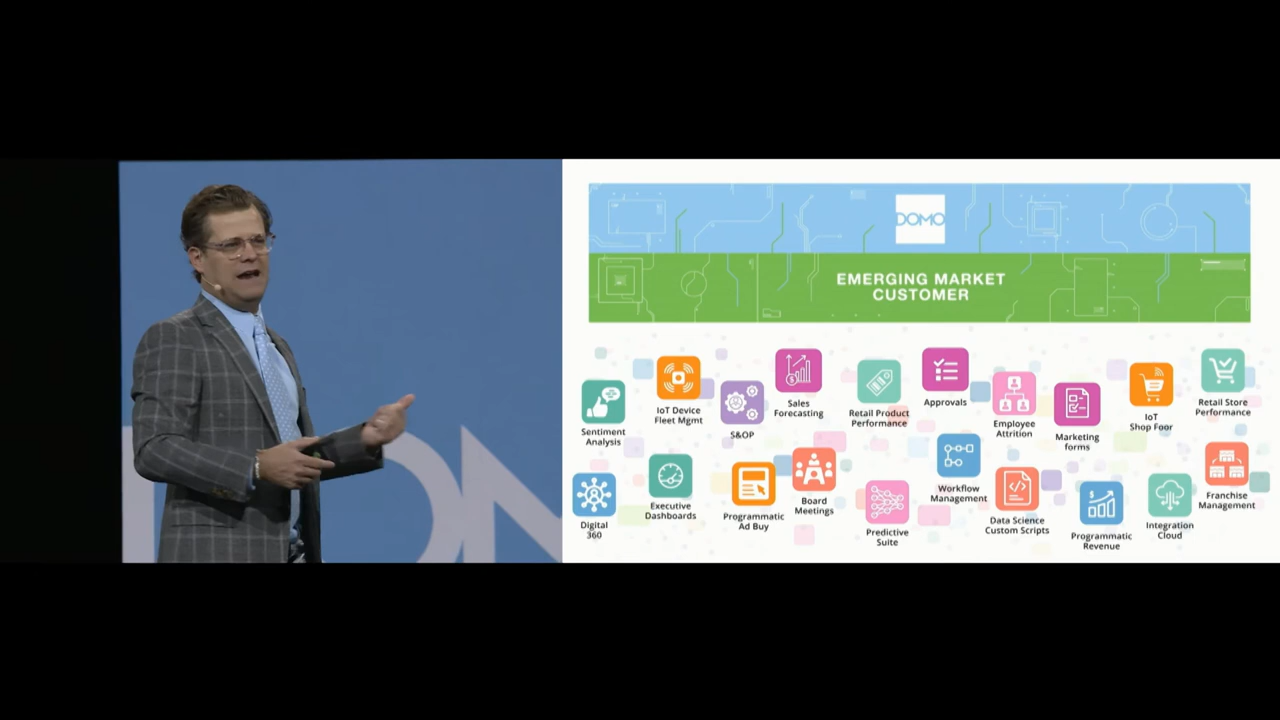 DOMO
EMERGING MARKET
CUSTOMER
Sentiment
Analysis
IoT Device
Fleet Mgmt
S&OP
Sales
Forecasting
Retail Product
Performance
Approvals
Employee
Attrition
Marketing
forms
IoT
Shop Foor
Retail Store
Performance
Digital
360
Executive
Dashboards
Programmatic
Ad Buy
Board
Meetings
Predictive
Suite
Workflow
Management
Data Science
Custom Scripts
Programmatic
Revenue
Integration
Cloud
Franchise
Management